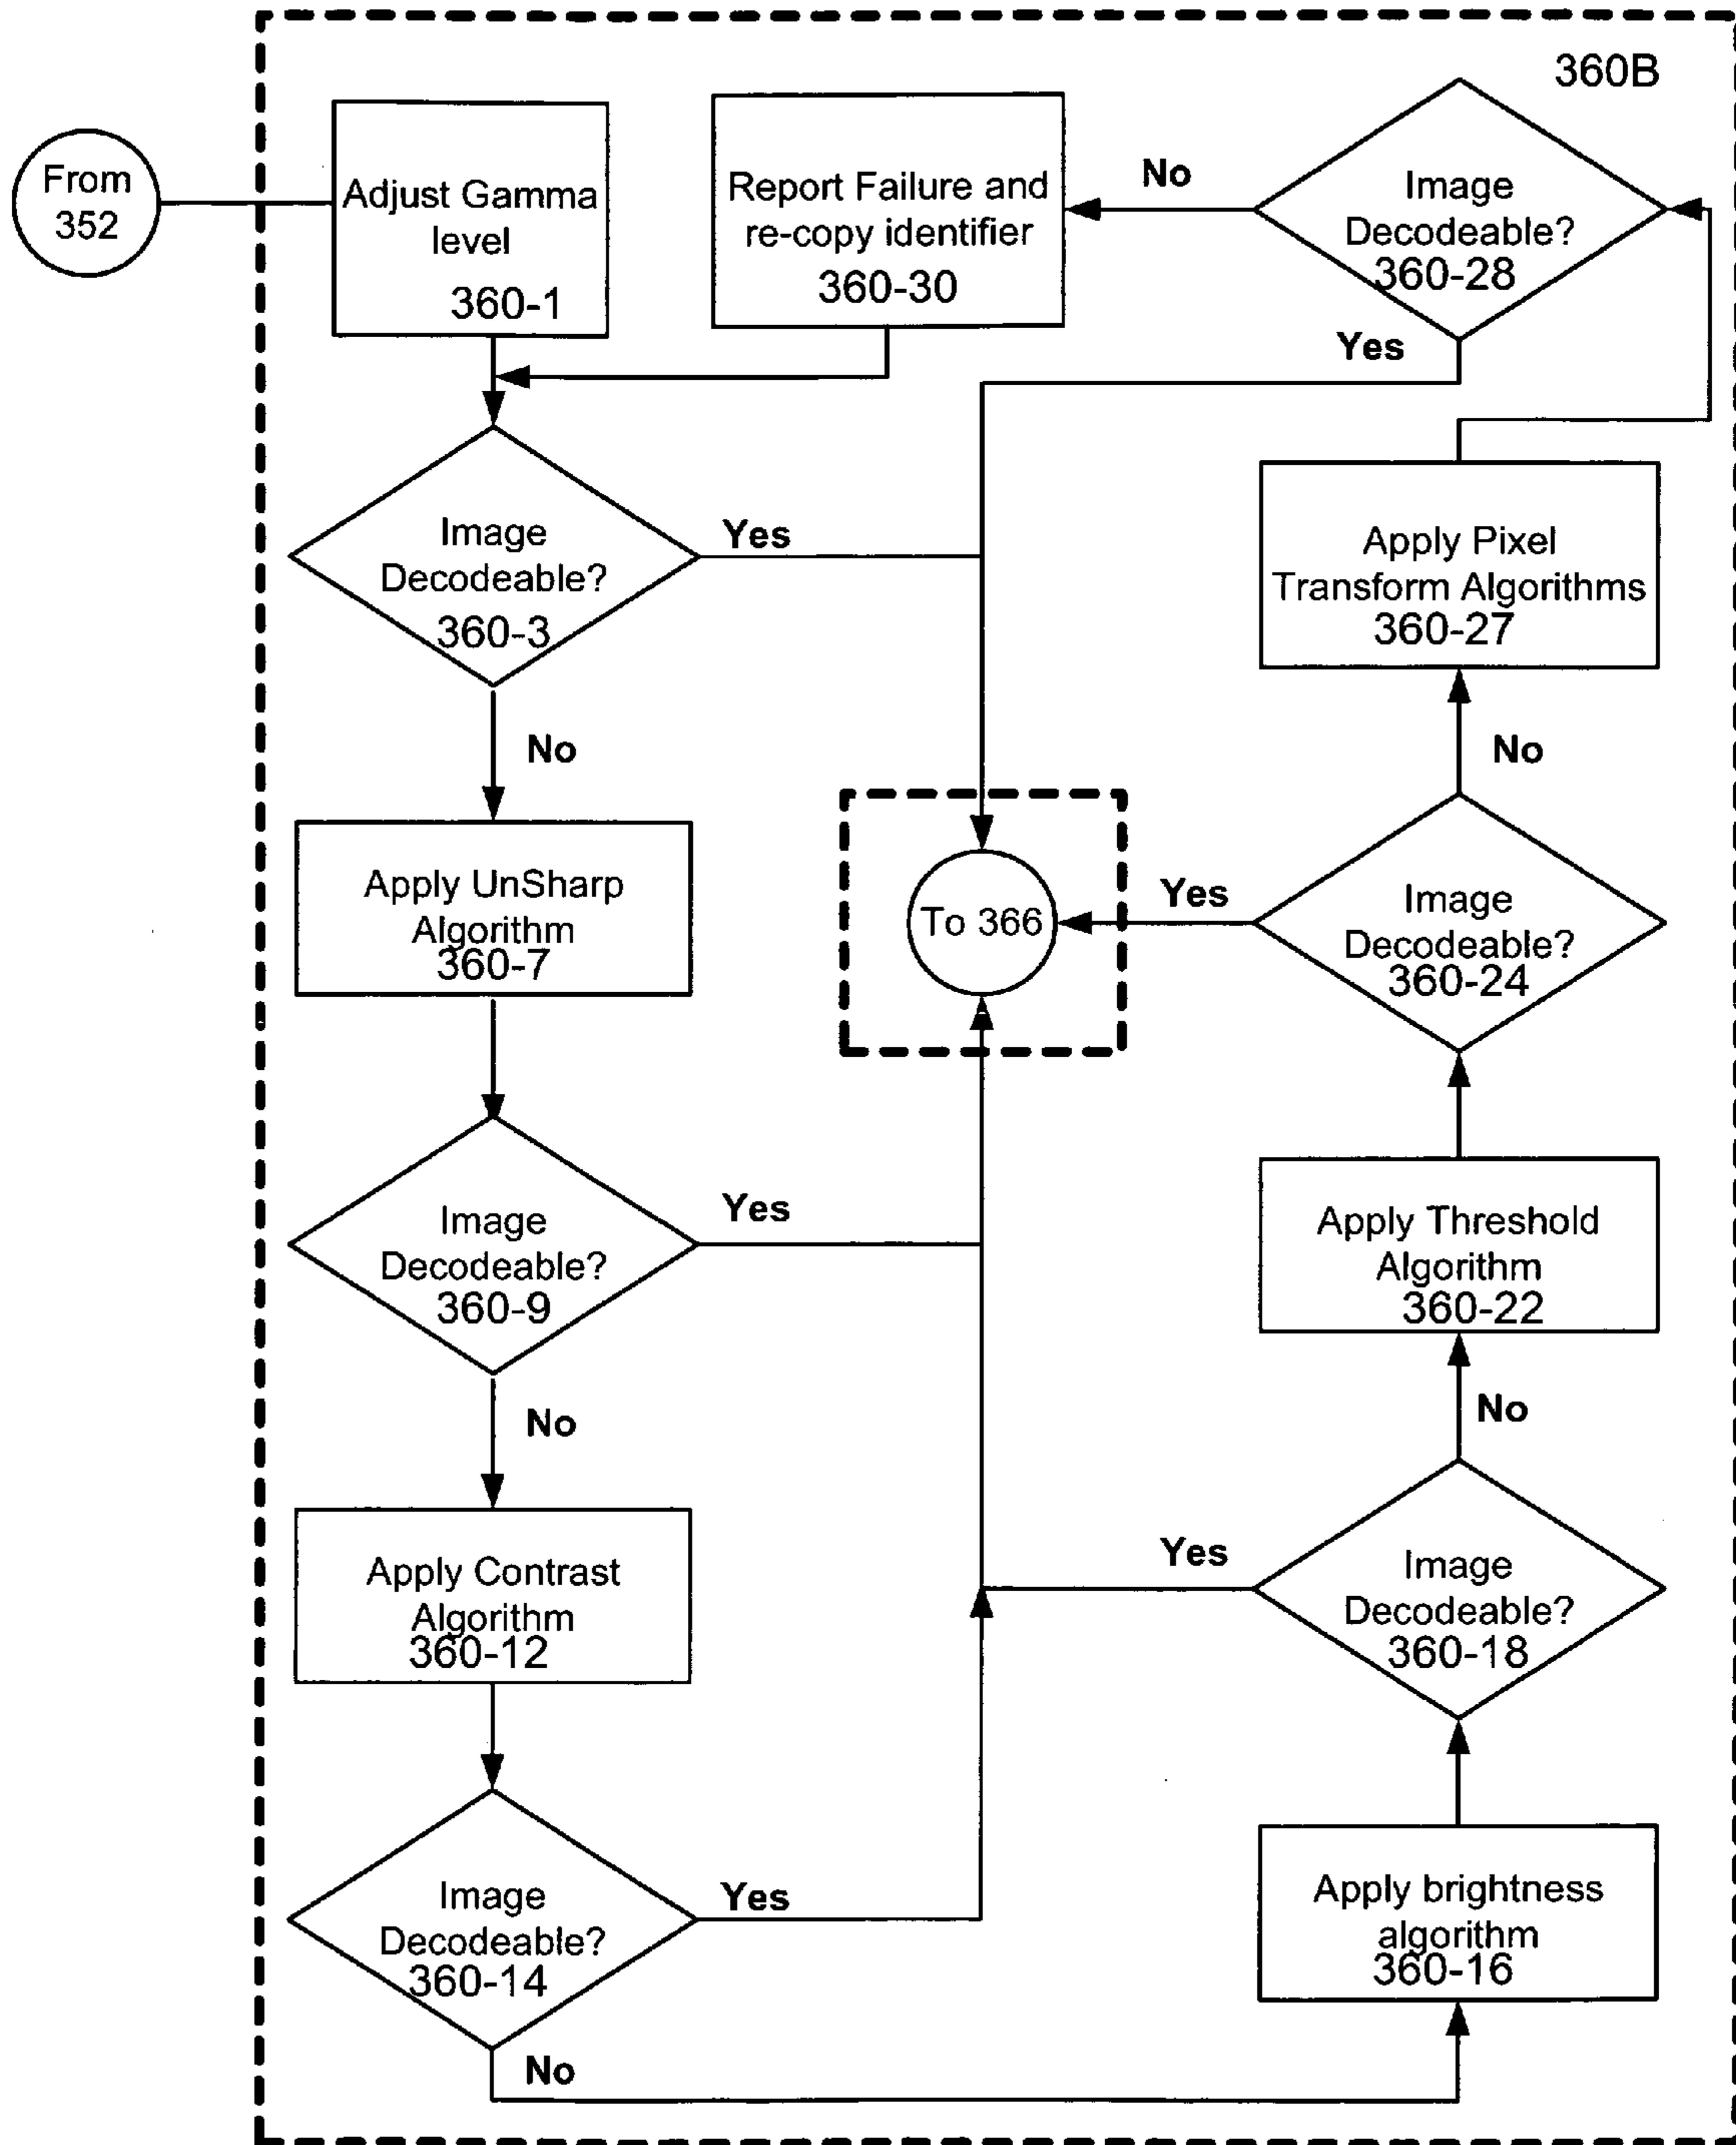 360B
From
352
Adjust Gamma
level
360-1
Report Failure and
re-copy identifier
360-30
No
Image
Decodeable?
360-28
Yes
Image
Decodeable?
360-3
Yes
No
Apply Pixel
Transform Algorithms
360-27
No
Apply UnSharp
Algorithm
360-7
To 366
Yes
Image
Decodeable?
360-24
Image
Decodeable?
360-9
Yes
No
Apply Threshold
Algorithm
360-22
No
Apply Contrast
Algorithm
360-12
Yes
Image
Decodeable?
360-18
Image
Decodeable?
360-14
Yes
No
Apply brightness
algorithm
360-16